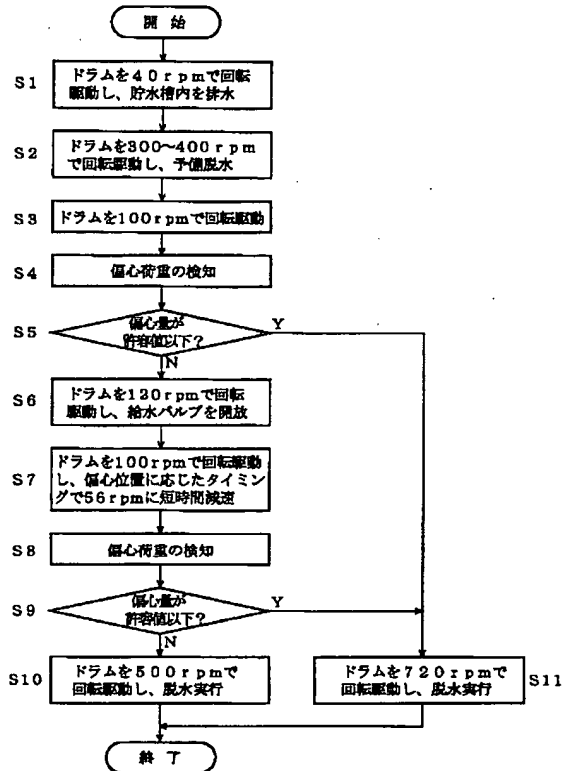 開始
S1
ドラムを40rpmで回転
駆動し、貯水槽内を排水
S2
ドラムを300〜400rpm
で回転駆動し、予備脱水
S3
ドラムを100rpmで回転駆動
S4
偏心荷重の検知
S5
偏心量が
許容値以下?
Y
N
S6
ドラムを120rpmで回転
駆動し、給水バルブを開放
S7
ドラムを100rpmで回転駆動
し、偏心位置に応じたタイミン
グで56rpmに短時間減速
S8
偏心荷重の検知
S9
偏心量が
許容値以下?
Y
N
S10
ドラムを500rpmで
回転駆動し、脱水実行
ドラムを720rpmで
回転駆動し、脱水実行
S11
終了